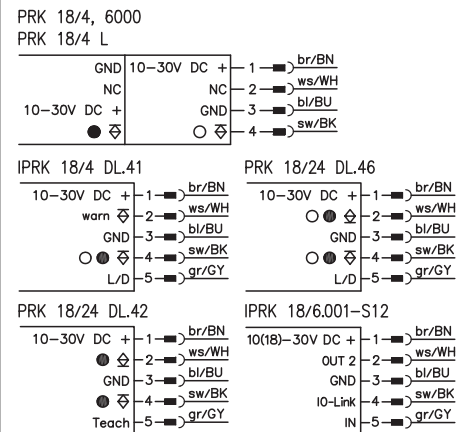 PRK 18/4, 6000
PRK 18/4 L
GND 10-30V DC + 1 br/BN
NC NC 2 ws/WH
10-30V DC + GND 3 bl/BU
4 sw/BK
IPRK 18/4 DL.41
10-30V DC + 1 br/BN
warn 2 ws/WH
GND 3 bl/BU
4 sw/BK
L/D 5 gr/GY
PRK 18/24 DL.46
10-30V DC + 1 br/BN
2 ws/WH
GND 3 bl/BU
4 sw/BK
L/D 5 gr/GY
PRK 18/24 DL.42
10-30V DC + 1 br/BN
2 ws/WH
GND 3 bl/BU
4 sw/BK
Teach 5 gr/GY
IPRK 18/6.001-S12
10(18)-30V DC + 1 br/BN
OUT 2 2 ws/WH
GND 3 bl/BU
IO-Link 4 sw/BK
IN 5 gr/GY